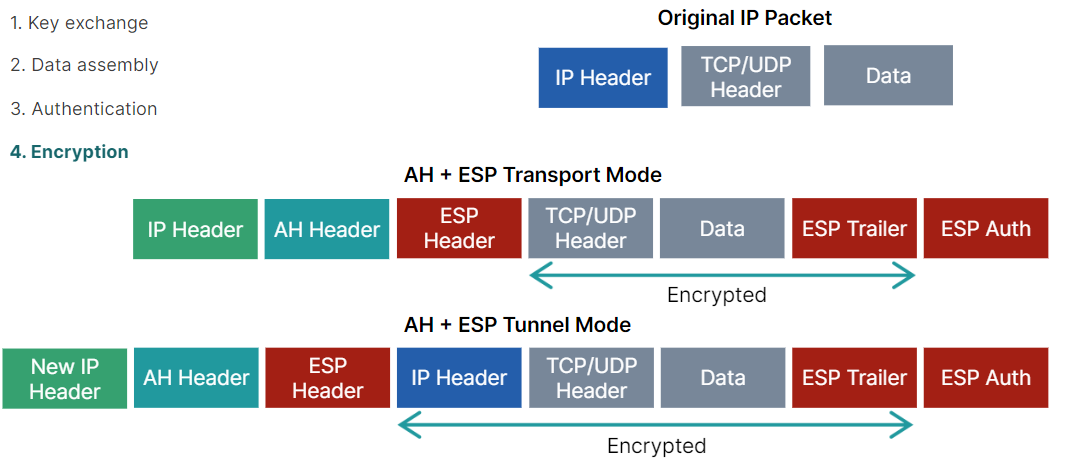 1. Key exchange
2. Data assembly
3. Authentication
4. Encryption
Original IP Packet
IP Header
TCP/UDP
Header
Data
AH + ESP Transport Mode
IP Header
AH Header
ESP
Header
TCP/UDP
Header
Data
ESP Trailer
ESP Auth
Encrypted
AH + ESP Tunnel Mode
New IP
Header
AH Header
ESP
Header
IP Header
TCP/UDP
Header
Data
ESP Trailer
ESP Auth
Encrypted